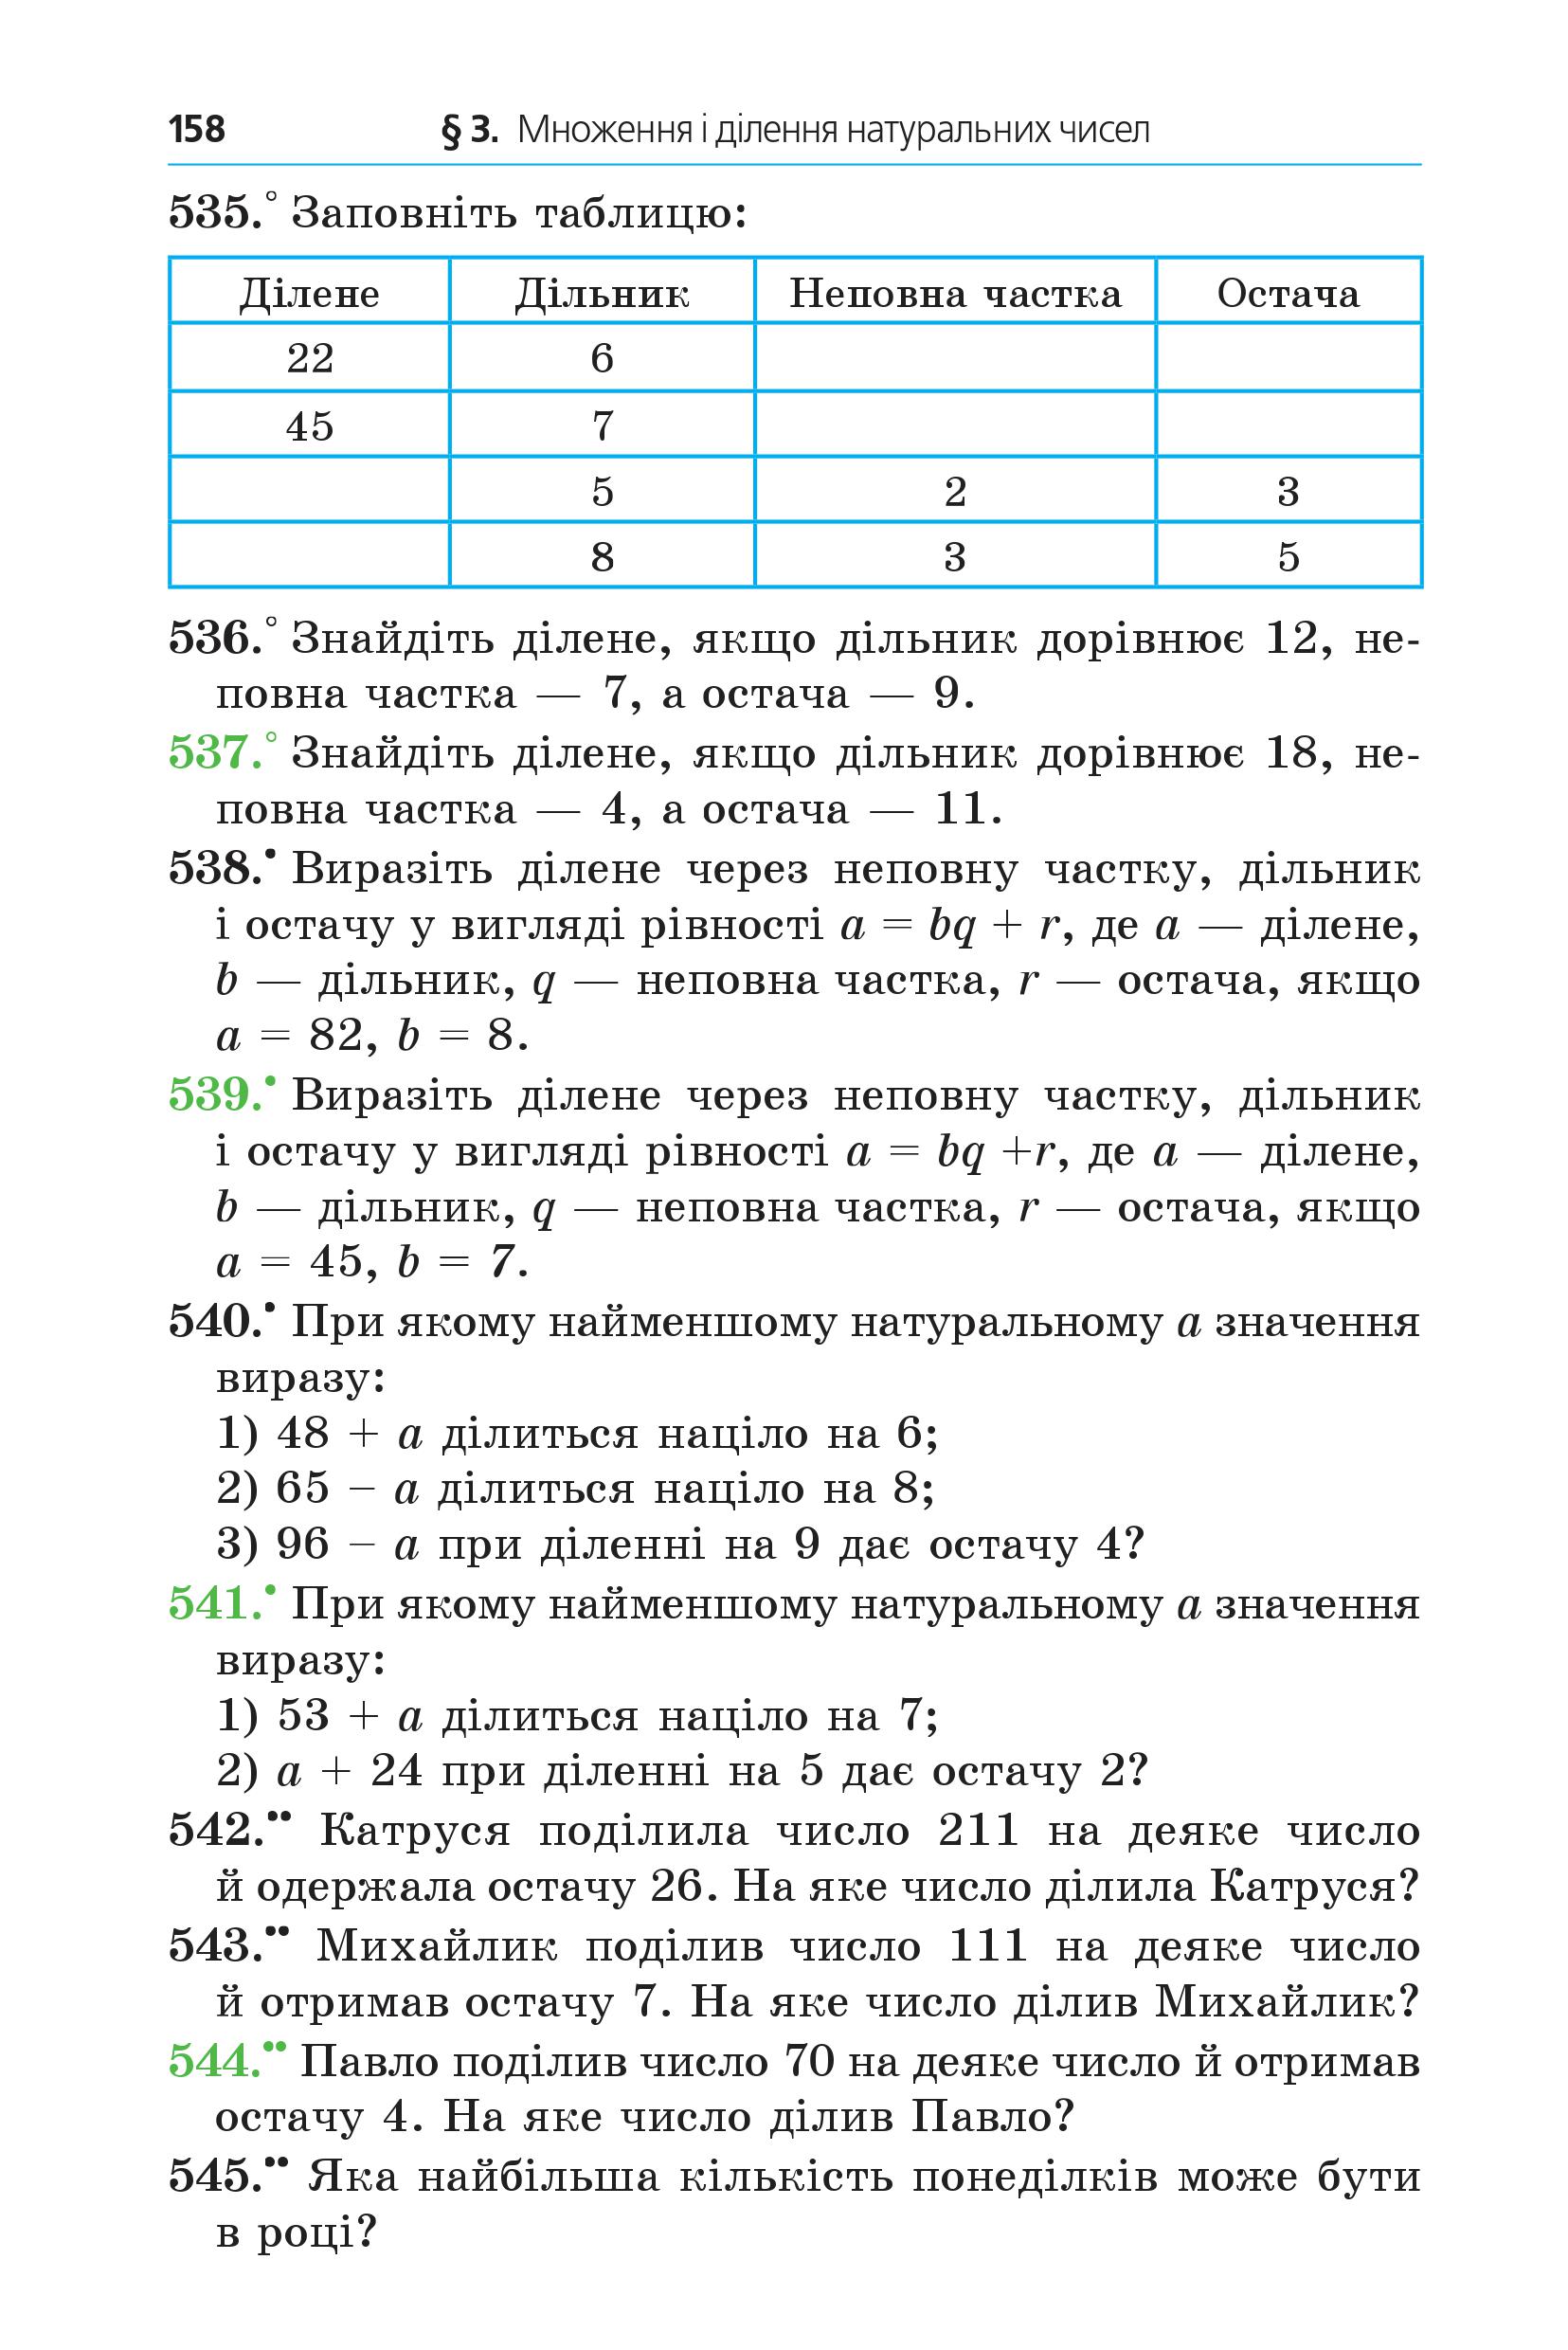 158 § 3. Множення і ділення натуральних чисел
535.° Заповніть таблицю:
Ділене Дільник Неповна частка Остача
22 6
45 7
5 2 3
8 3 5
536.° Знайдіть ділене, якщо дільник дорівнює 12, не-
повна частка — 7, а остача — 9.
537.° Знайдіть ділене, якщо дільник дорівнює 18, не-
повна частка — 4, а остача — 11.
538.• Виразіть ділене через неповну частку, дільник
і остачу у вигляді рівності a = bq + r, де a — ділене,
b — дільник, q — неповна частка, r — остача, якщо
a = 82, b = 8.
539.• Виразіть ділене через неповну частку, дільник
і остачу у вигляді рівності a = bq +r, де a — ділене,
b — дільник, q — неповна частка, r — остача, якщо
a = 45, b = 7.
540.• При якому найменшому натуральному a значення
виразу:
1) 48 + a ділиться націло на 6;
2) 65 – a ділиться націло на 8;
3) 96 – a при діленні на 9 дає остачу 4?
541.• При якому найменшому натуральному a значення
виразу:
1) 53 + a ділиться націло на 7;
2) a + 24 при діленні на 5 дає остачу 2?
542.•• Катруся поділила число 211 на деяке число
й одержала остачу 26. На яке число ділила Катруся?
543.•• Михайлик поділив число 111 на деяке число
й отримав остачу 7. На яке число ділив Михайлик?
544.•• Павло поділив число 70 на деяке число й отримав
остачу 4. На яке число ділив Павло?
545.•• Яка найбільша кількість понеділків може бути
в році?